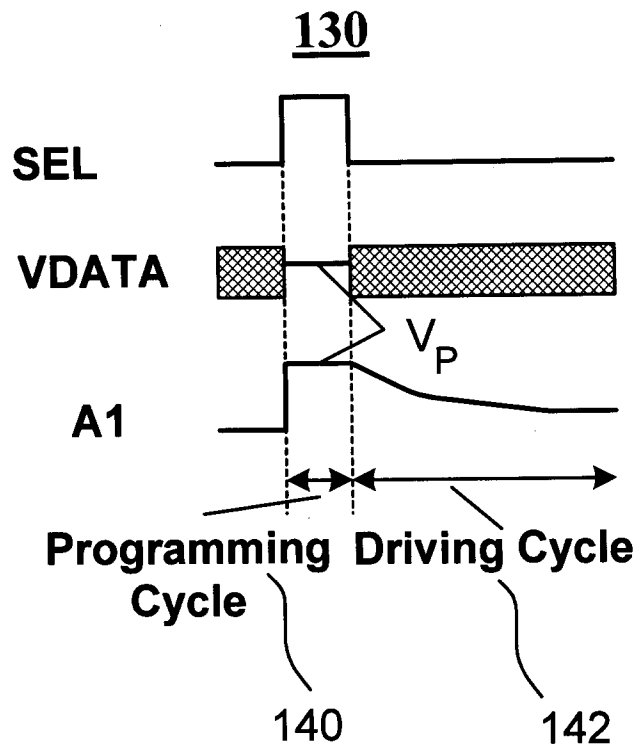 130
SEL
VDATA
V_P
A1
Programming Driving Cycle
Cycle
140
142